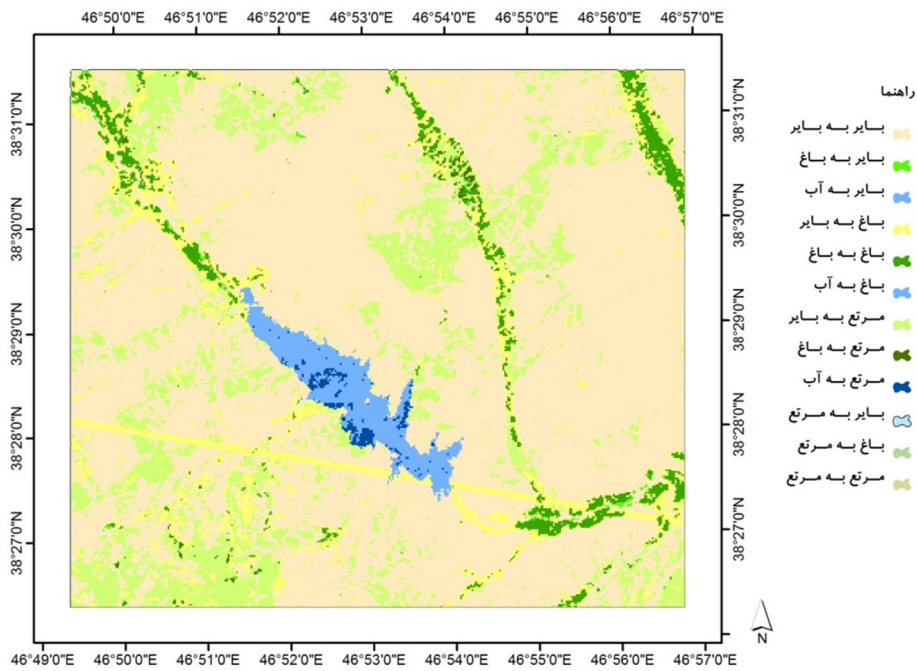 46°50'0"E 46°51'0"E 46°52'0"E 46°53'0"E 46°54'0"E 46°55'0"E 46°56'0"E 46°57'0"E
38°31'0"N
38°30'0"N
38°29'0"N
38°28'0"N
38°27'0"N
38°31'0"N
38°30'0"N
38°29'0"N
38°28'0"N
38°27'0"N
راهنما
بایر به بایر
بایر به باغ
بایر به آب
باغ به بایر
باغ به باغ
باغ به آب
مرتع به بایر
مرتع به باغ
مرتع به آب
بایر به مرتع
باغ به مرتع
مرتع به مرتع
N
46°49'0"E 46°50'0"E 46°51'0"E 46°52'0"E 46°53'0"E 46°54'0"E 46°55'0"E 46°56'0"E 46°57'0"E